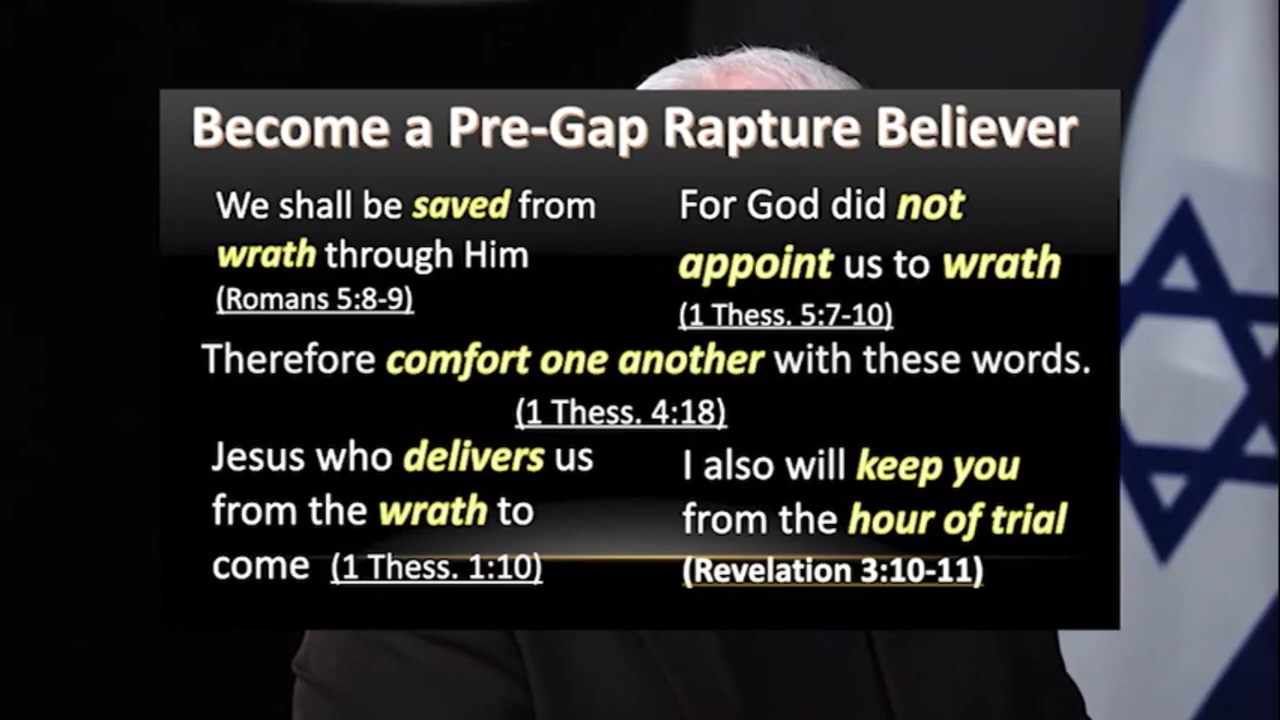 Become a Pre-Gap Rapture Believer
We shall be saved from
wrath through Him
(Romans 5:8-9)
For God did not
appoint us to wrath
(1 Thess. 5:7-10)
Therefore comfort one another with these words.
(1 Thess. 4:18)
Jesus who delivers us
from the wrath to
come (1 Thess. 1:10)
I also will keep you
from the hour of trial
(Revelation 3:10-11)